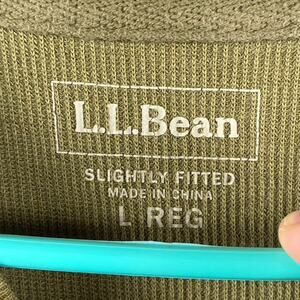 L.L.Bean
SLIGHTLY FITTED
MADE IN CHINA
L REG